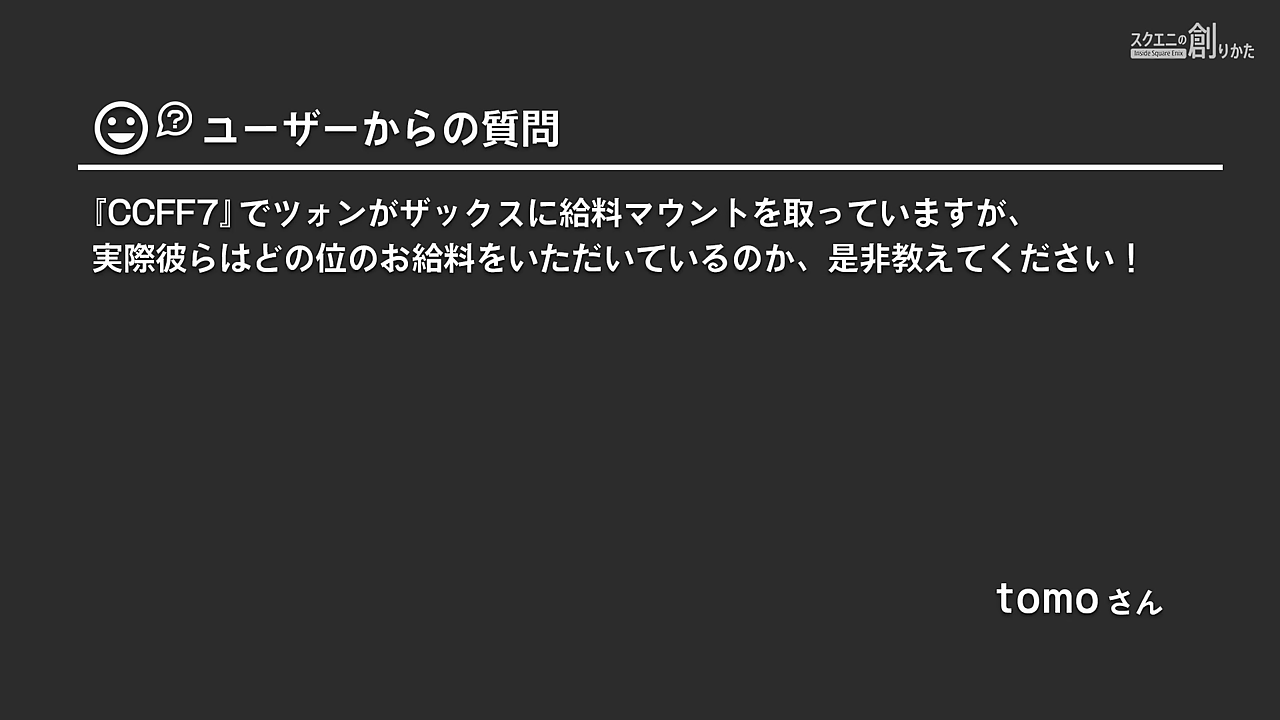 スクエニの創りかた
Inside Square Enix
ユーザーからの質問
『CCFF7』でツォンがザックスに給料マウントを取っていますが、
実際彼らはどの位のお給料をいただいているのか、是非教えてください！
tomoさん